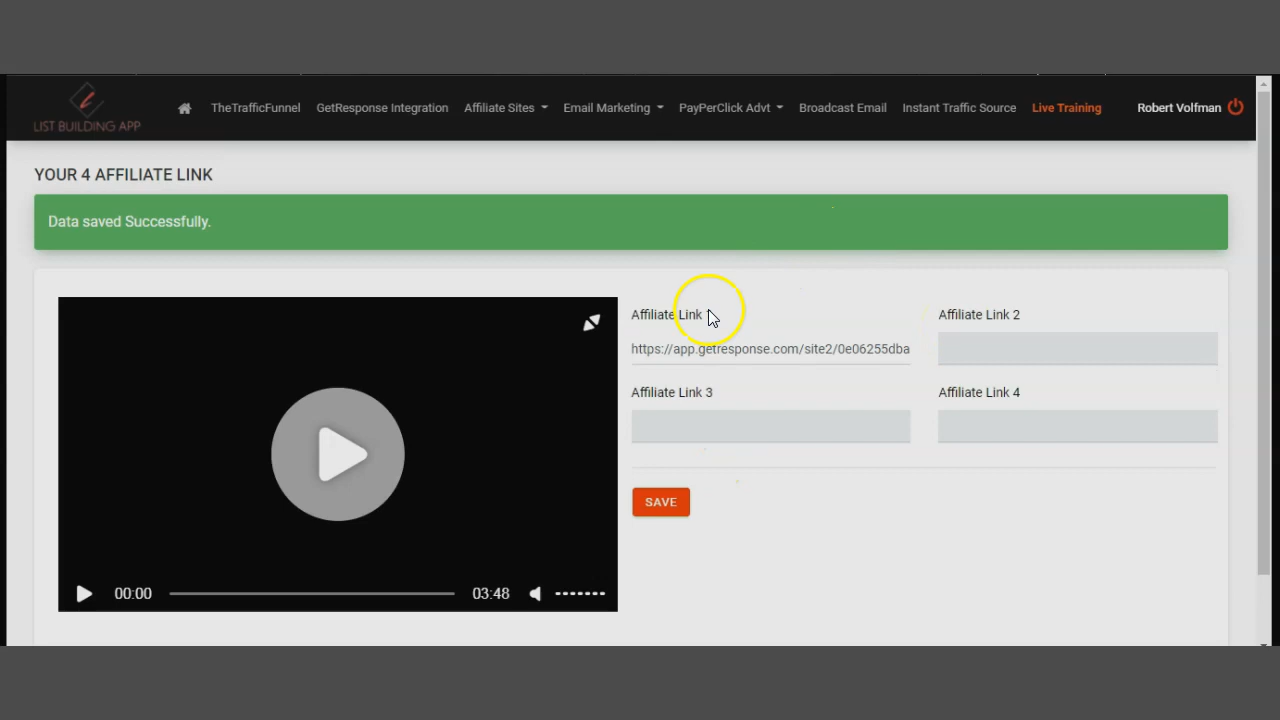 LIST BUILDING APP
TheTrafficFunnel GetResponse Integration Affiliate Sites Email Marketing PayPerClick Advt Broadcast Email Instant Traffic Source Live Training Robert Volfman
YOUR 4 AFFILIATE LINK
Data saved Successfully.
Affiliate Link Affiliate Link 2
https://app.getresponse.com/site2/0e06255dba
Affiliate Link 3 Affiliate Link 4
SAVE
00:00 03:48